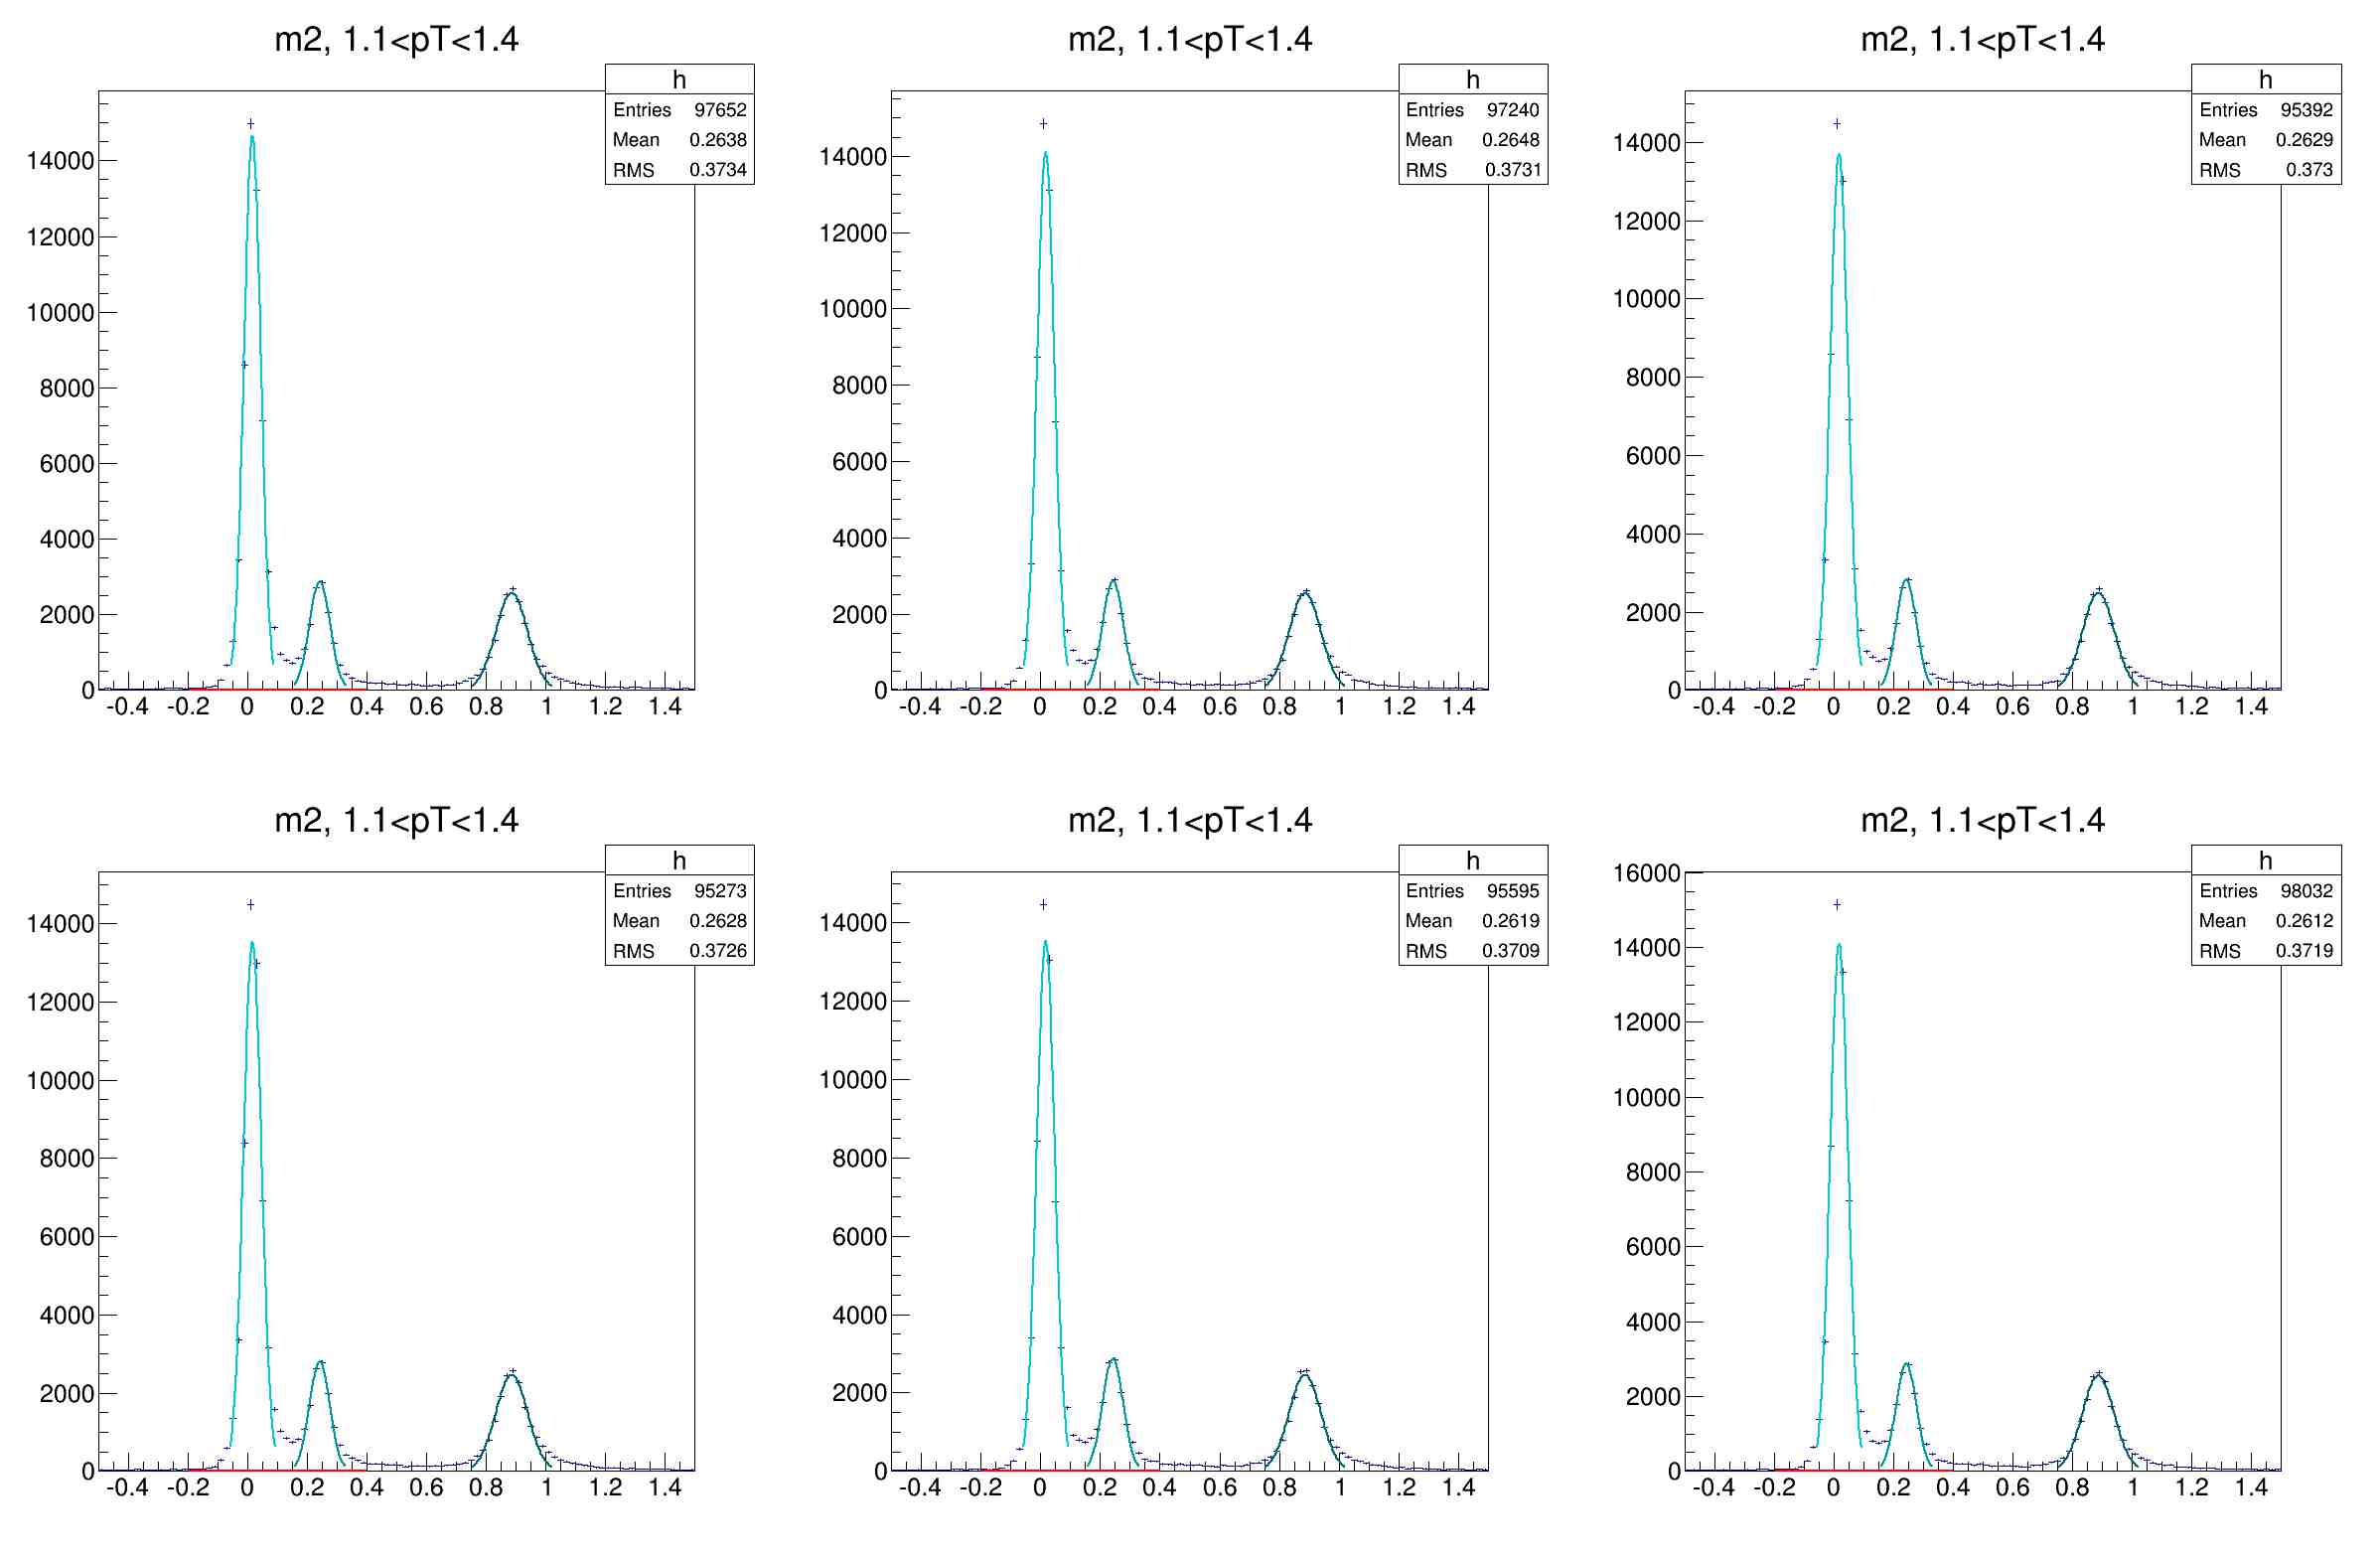 m2, 1.1<pT<1.4
h
Entries 97652
Mean 0.2638
RMS 0.3734
14000
12000
10000
8000
6000
4000
2000
0
-0.4 -0.2 0 0.2 0.4 0.6 0.8 1 1.2 1.4
m2, 1.1<pT<1.4
h
Entries 97240
Mean 0.2648
RMS 0.3731
14000
12000
10000
8000
6000
4000
2000
0
-0.4 -0.2 0 0.2 0.4 0.6 0.8 1 1.2 1.4
m2, 1.1<pT<1.4
h
Entries 95392
Mean 0.2629
RMS 0.373
14000
12000
10000
8000
6000
4000
2000
0
-0.4 -0.2 0 0.2 0.4 0.6 0.8 1 1.2 1.4
m2, 1.1<pT<1.4
h
Entries 95273
Mean 0.2628
RMS 0.3726
14000
12000
10000
8000
6000
4000
2000
0
-0.4 -0.2 0 0.2 0.4 0.6 0.8 1 1.2 1.4
m2, 1.1<pT<1.4
h
Entries 95595
Mean 0.2619
RMS 0.3709
14000
12000
10000
8000
6000
4000
2000
0
-0.4 -0.2 0 0.2 0.4 0.6 0.8 1 1.2 1.4
m2, 1.1<pT<1.4
h
Entries 98032
Mean 0.2612
RMS 0.3719
16000
14000
12000
10000
8000
6000
4000
2000
0
-0.4 -0.2 0 0.2 0.4 0.6 0.8 1 1.2 1.4